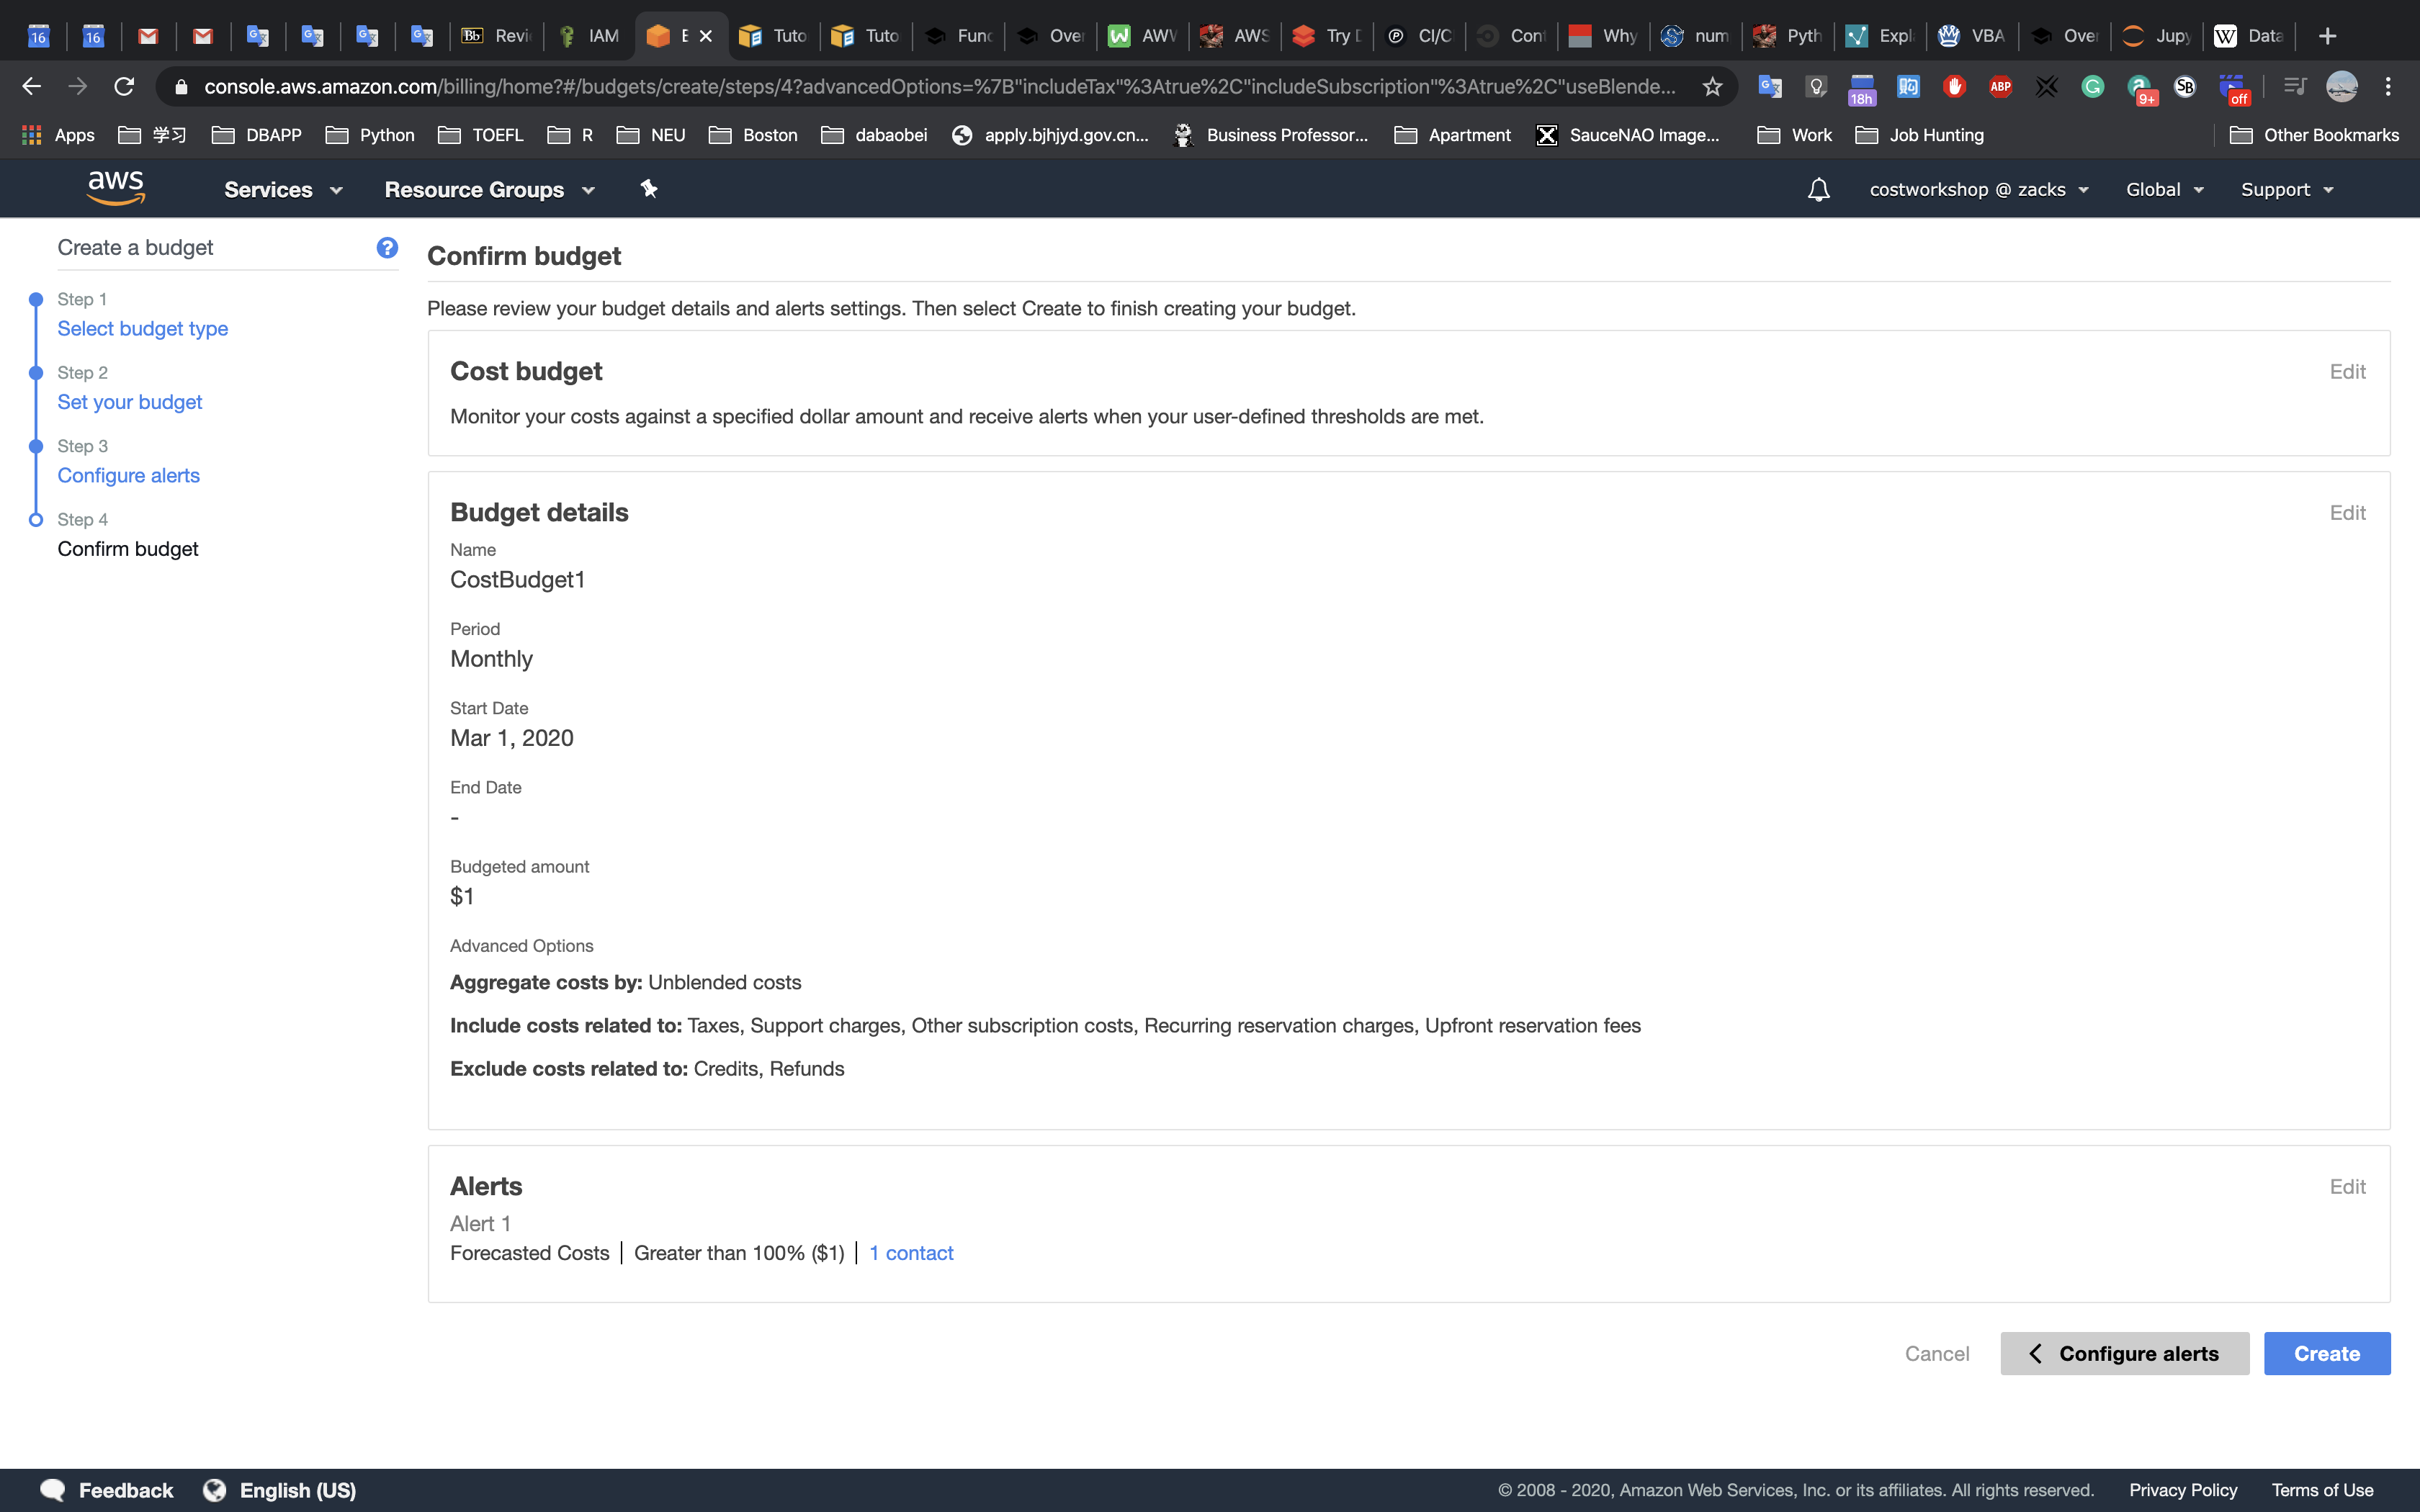 16 16 Bb Revi IAM E Tuto Tuto Func Over AWV AWS Try D CI/C Cont Why num Pyth Expl VBA Over Jupy W Data
console.aws.amazon.com/billing/home?#/budgets/create/steps/4?advancedOptions=%7B"includeTax"%3Atrue%2C"includeSubscription"%3Atrue%2C"useBlende... 18h ABP 9+ SB off
Apps 学习 DBAPP Python TOEFL R NEU Boston dabaobei apply.bjhjyd.gov.cn... Business Professor... Apartment SauceNAO Image... Work Job Hunting Other Bookmarks
aws Services Resource Groups costworkshop @ zacks Global Support
Create a budget ?
Step 1
Select budget type
Step 2
Set your budget
Step 3
Configure alerts
Step 4
Confirm budget
Confirm budget
Please review your budget details and alerts settings. Then select Create to finish creating your budget.
Cost budget Edit
Monitor your costs against a specified dollar amount and receive alerts when your user-defined thresholds are met.
Budget details Edit
Name
CostBudget1
Period
Monthly
Start Date
Mar 1, 2020
End Date
-
Budgeted amount
$1
Advanced Options
Aggregate costs by: Unblended costs
Include costs related to: Taxes, Support charges, Other subscription costs, Recurring reservation charges, Upfront reservation fees
Exclude costs related to: Credits, Refunds
Alerts Edit
Alert 1
Forecasted Costs | Greater than 100% ($1) | 1 contact
Cancel Configure alerts Create
Feedback English (US) © 2008 - 2020, Amazon Web Services, Inc. or its affiliates. All rights reserved. Privacy Policy Terms of Use